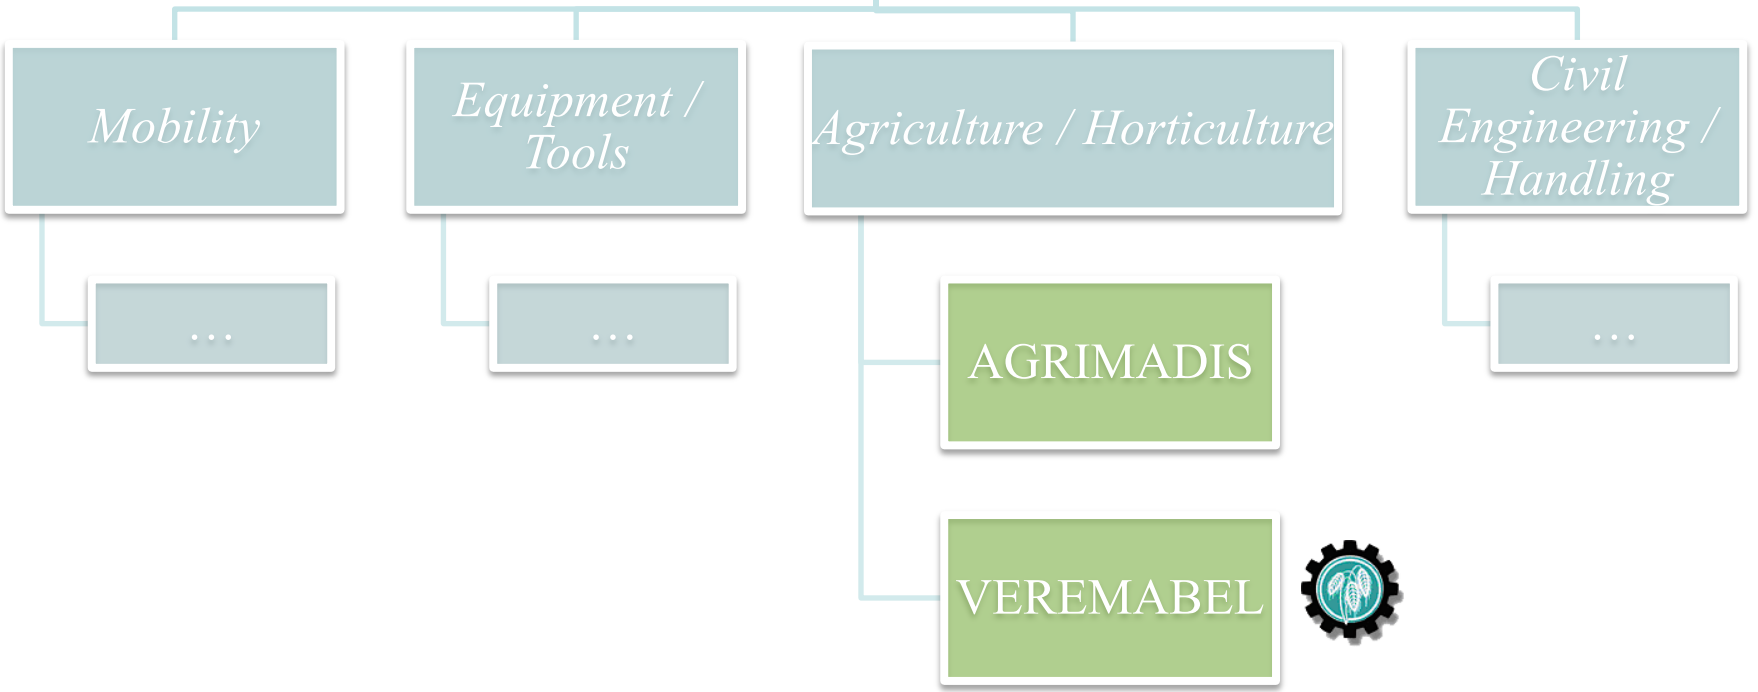 Mobility
Equipment /
Tools
Agriculture / Horticulture
Civil
Engineering /
Handling
…
…
…
AGRIMADIS
VEREMABEL